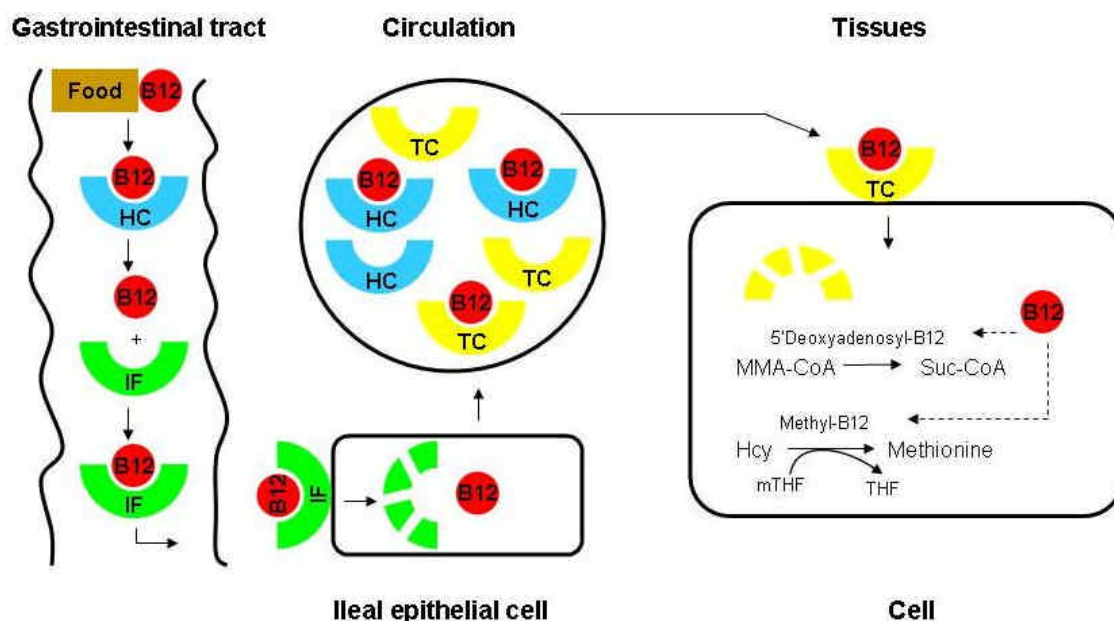 Gastrointestinal tract
Circulation
Tissues
Food
B12
B12
HC
B12
+
IF
B12
IF
TC
B12
HC
B12
HC
HC
TC
B12
TC
B12
IF
B12
Ileal epithelial cell
B12
TC
B12
5'Deoxyadenosyl-B12
MMA-CoA
Suc-CoA
Methyl-B12
Hcy
Methionine
mTHF
THF
Cell